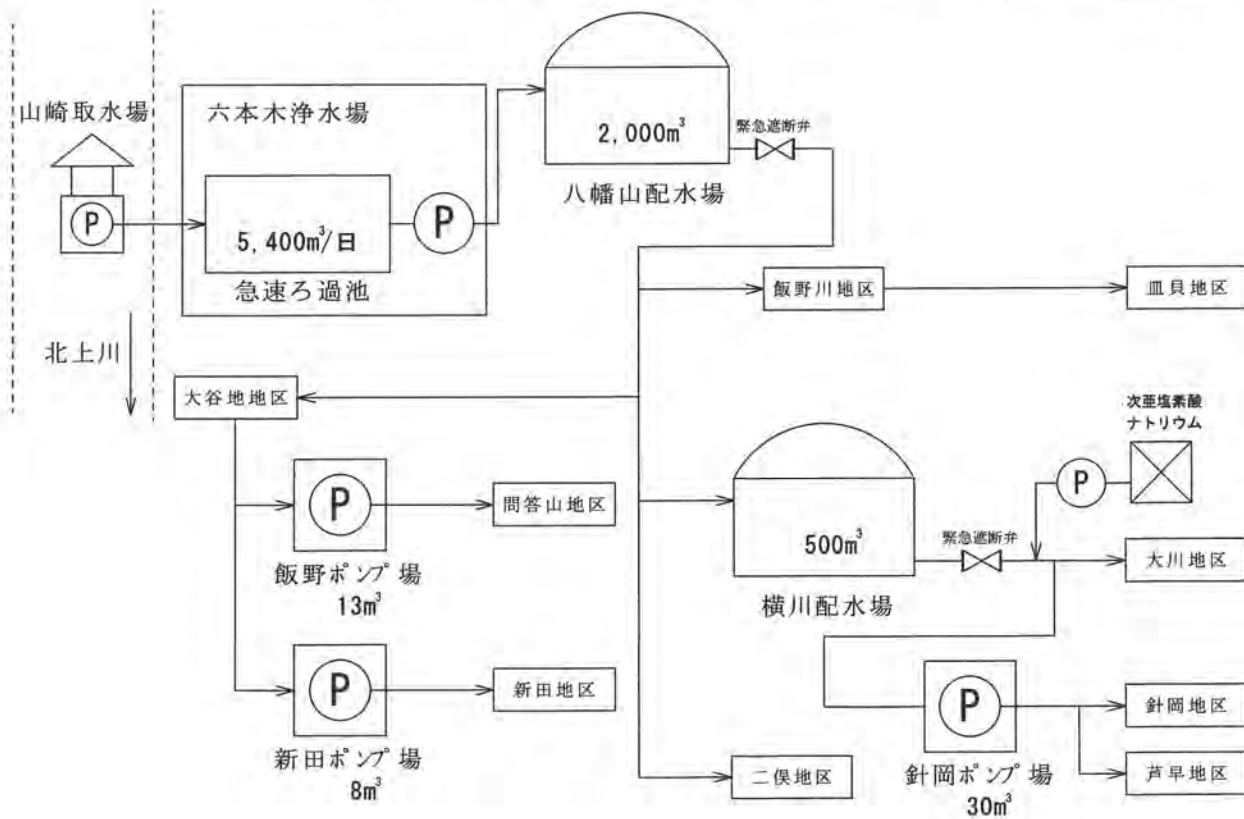 山崎取水場
P
北上川
六本木浄水場
5,400m³/日
急速ろ過池
P
2,000m³
八幡山配水場
緊急遮断弁
飯野川地区
皿貝地区
大谷地地区
P
飯野ポンプ場
13m³
問答山地区
P
新田ポンプ場
8m³
新田地区
500m³
横川配水場
緊急遮断弁
次亜塩素酸
ナトリウム
P
大川地区
P
針岡ポンプ場
30m³
針岡地区
芦早地区
二俣地区